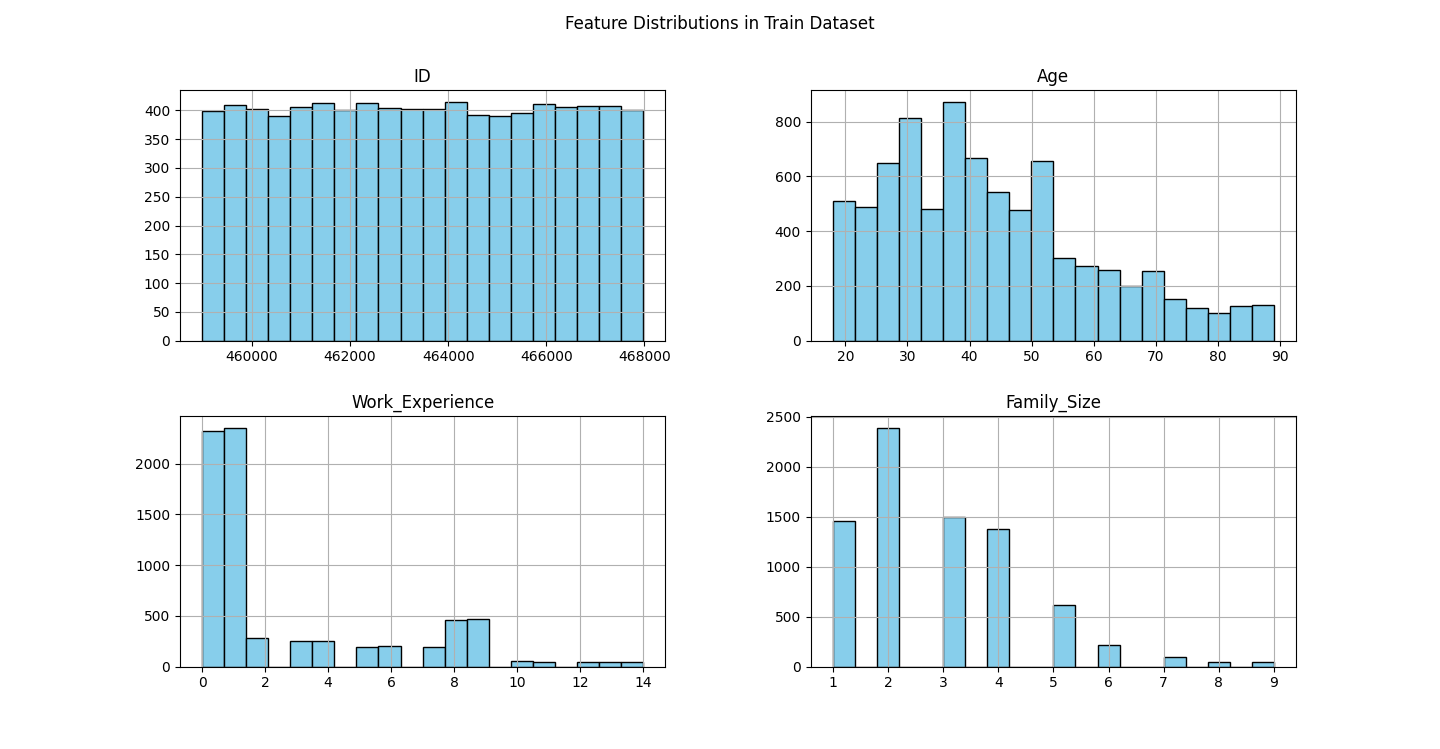 Feature Distributions in Train Dataset
ID
400
350
300
250
200
150
100
50
0
460000 462000 464000 466000 468000
Age
800
600
400
200
0
20 30 40 50 60 70 80 90
Work_Experience
2000
1500
1000
500
0
0 2 4 6 8 10 12 14
Family_Size
2500
2000
1500
1000
500
0
1 2 3 4 5 6 7 8 9